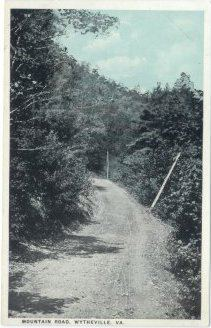 MOUNTAIN ROAD, WYTHEVILLE, VA.